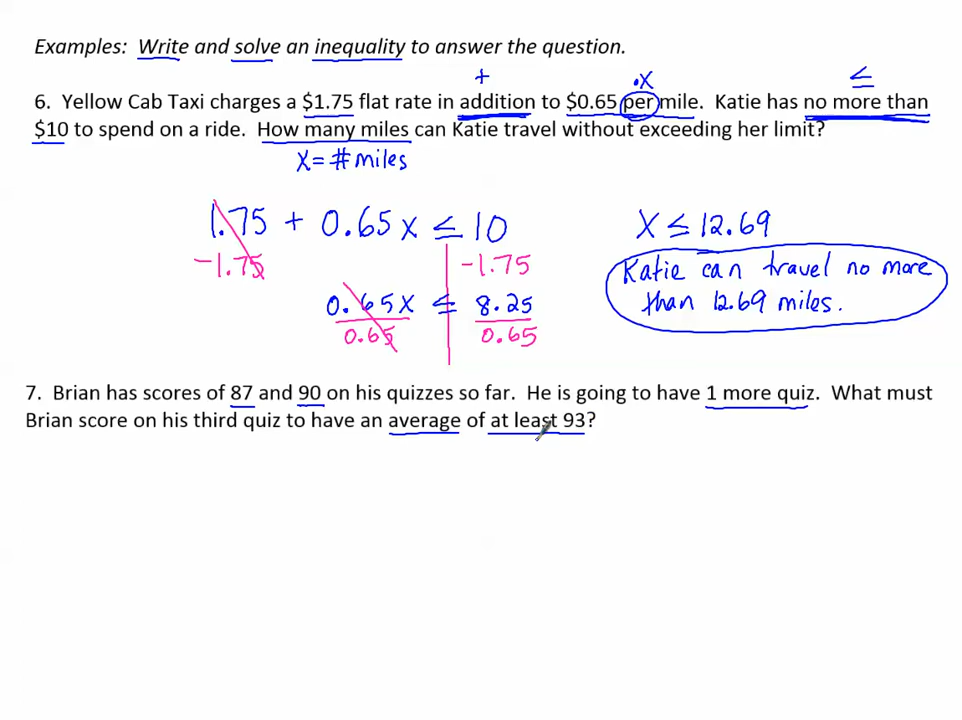 Examples: Write and solve an inequality to answer the question.
+ .x ≤
6. Yellow Cab Taxi charges a $1.75 flat rate in addition to $0.65 per mile. Katie has no more than
$10 to spend on a ride. How many miles can Katie travel without exceeding her limit?
x = # miles
1.75 + 0.65x ≤ 10
-1.75 -1.75
0.65x ≤ 8.25
0.65 0.65
x ≤ 12.69
Katie can travel no more
than 12.69 miles.
7. Brian has scores of 87 and 90 on his quizzes so far. He is going to have 1 more quiz. What must
Brian score on his third quiz to have an average of at least 93?